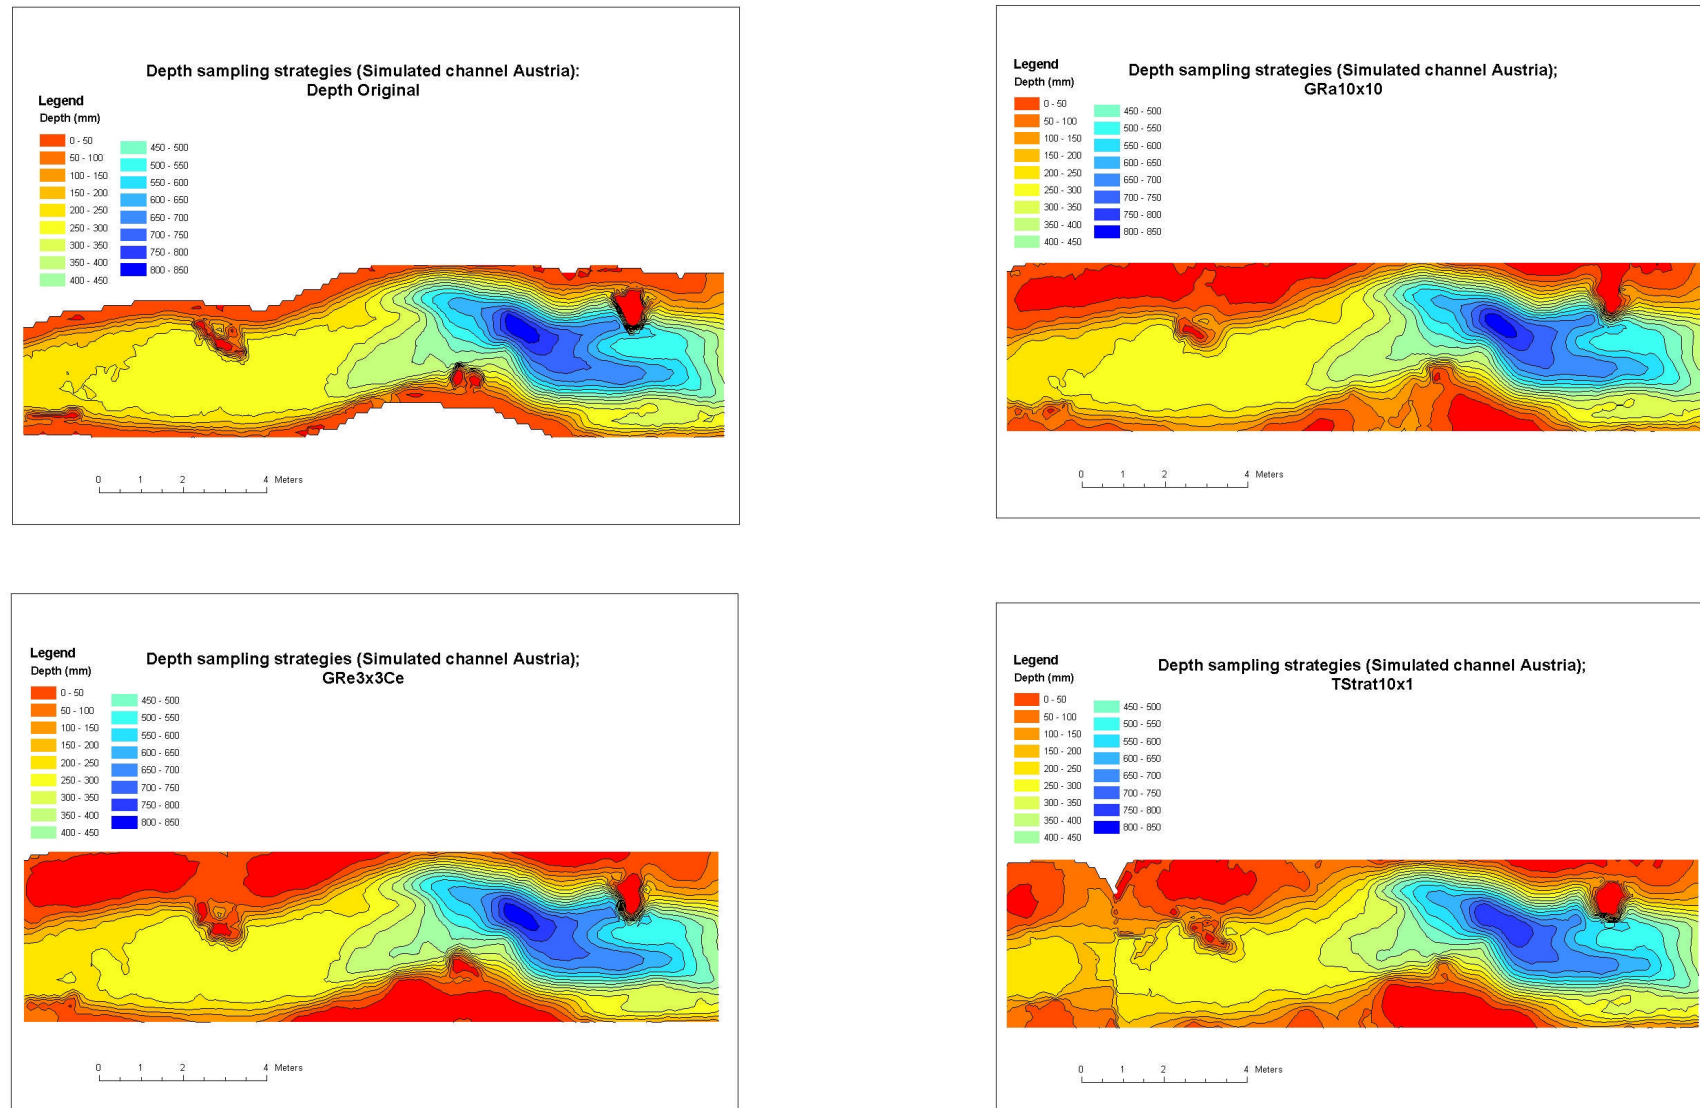 Depth sampling strategies (Simulated channel Austria):
Depth Original
Legend
Depth (mm)
0 - 50
50 - 100
100 - 150
150 - 200
200 - 250
250 - 300
300 - 350
350 - 400
400 - 450
450 - 500
500 - 550
550 - 600
600 - 650
650 - 700
700 - 750
750 - 800
800 - 850
0 1 2 4 Meters
Depth sampling strategies (Simulated channel Austria);
GRa10x10
Legend
Depth (mm)
0 - 50
50 - 100
100 - 150
150 - 200
200 - 250
250 - 300
300 - 350
350 - 400
400 - 450
450 - 500
500 - 550
550 - 600
600 - 650
650 - 700
700 - 750
750 - 800
800 - 850
0 1 2 4 Meters
Depth sampling strategies (Simulated channel Austria);
GRe3x3Ce
Legend
Depth (mm)
0 - 50
50 - 100
100 - 150
150 - 200
200 - 250
250 - 300
300 - 350
350 - 400
400 - 450
450 - 500
500 - 550
550 - 600
600 - 650
650 - 700
700 - 750
750 - 800
800 - 850
0 1 2 4 Meters
Depth sampling strategies (Simulated channel Austria);
TStrat10x1
Legend
Depth (mm)
0 - 50
50 - 100
100 - 150
150 - 200
200 - 250
250 - 300
300 - 350
350 - 400
400 - 450
450 - 500
500 - 550
550 - 600
600 - 650
650 - 700
700 - 750
750 - 800
800 - 850
0 1 2 4 Meters